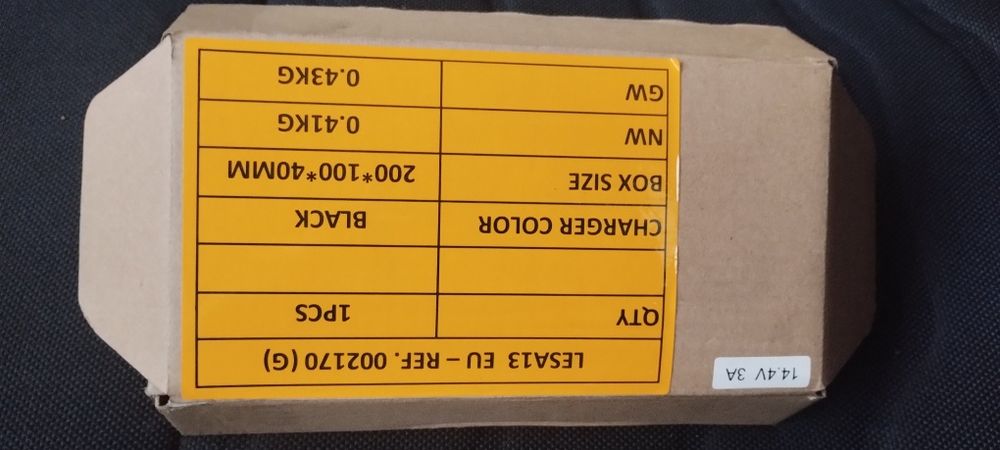 LESA13 EU – REF. 002170 (G)
QTY 1PCS
CHARGER COLOR BLACK
BOX SIZE 200*100*40MM
NW 0.41KG
GW 0.43KG
14.4V 3A